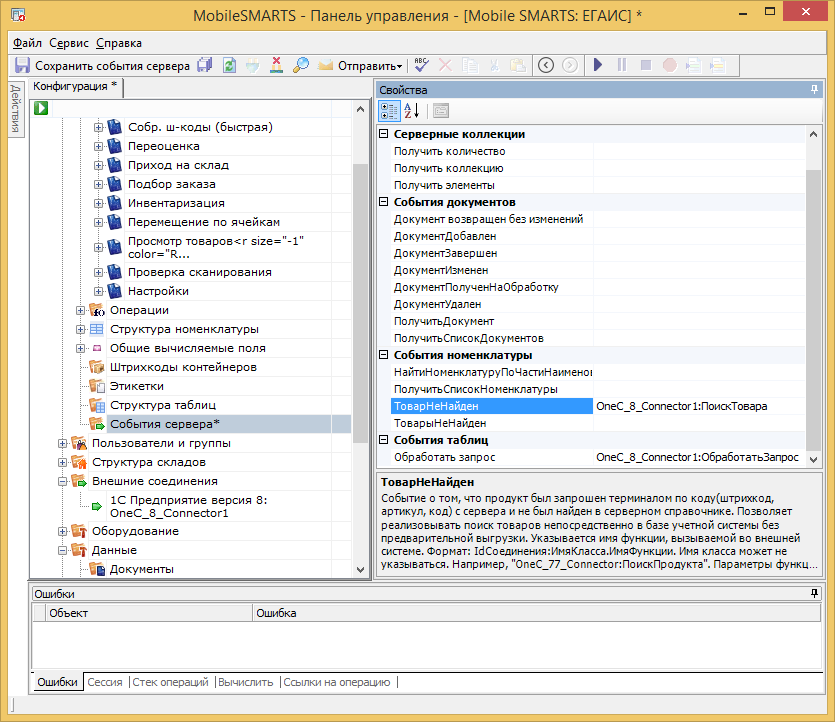 MobileSMARTS - Панель управления - [Mobile SMARTS: ЕГАИС] *
Файл Сервис Справка
Сохранить события сервера Отправить
Действия
Конфигурация *
Собр. ш-коды (быстрая)
Переоценка
Приход на склад
Подбор заказа
Инвентаризация
Перемещение по ячейкам
Просмотр товаров<r size="-1"
color="R...
Проверка сканирования
Настройки
Операции
Структура номенклатуры
Общие вычисляемые поля
Штрихкоды контейнеров
Этикетки
Структура таблиц
События сервера*
Пользователи и группы
Структура складов
Внешние соединения
1С Предприятие версия 8:
OneC_8_Connector1
Оборудование
Данные
Документы
Свойства
Серверные коллекции
Получить количество
Получить коллекцию
Получить элементы
События документов
Документ возвращен без изменений
ДокументДобавлен
ДокументЗавершен
ДокументИзменен
ДокументПолученНаОбработку
ДокументУдален
ПолучитьДокумент
ПолучитьСписокДокументов
События номенклатуры
НайтиНоменклатуруПоЧастиНаимено
ПолучитьСписокНоменклатуры
ТоварНеНайден OneC_8_Connector1:ПоискТовара
ТоварыНеНайден
События таблиц
Обработать запрос OneC_8_Connector1:ОбработатьЗапрос
ТоварНеНайден
Событие о том, что продукт был запрошен терминалом по коду(штрихкод,
артикул, код) с сервера и не был найден в серверном справочнике. Позволяет
реализовывать поиск товаров непосредственно в базе учетной системы без
предварительной выгрузки. Указывается имя функции, вызываемой во внешней
системе. Формат: IdСоединения:ИмяКласса.ИмяФункции. Имя класса может не
указываться. Например, "OneC_77_Connector:ПоискПродукта". Параметры функц...
Ошибки
Объект Ошибка
Ошибки Сессия Стек операций Вычислить Ссылки на операцию